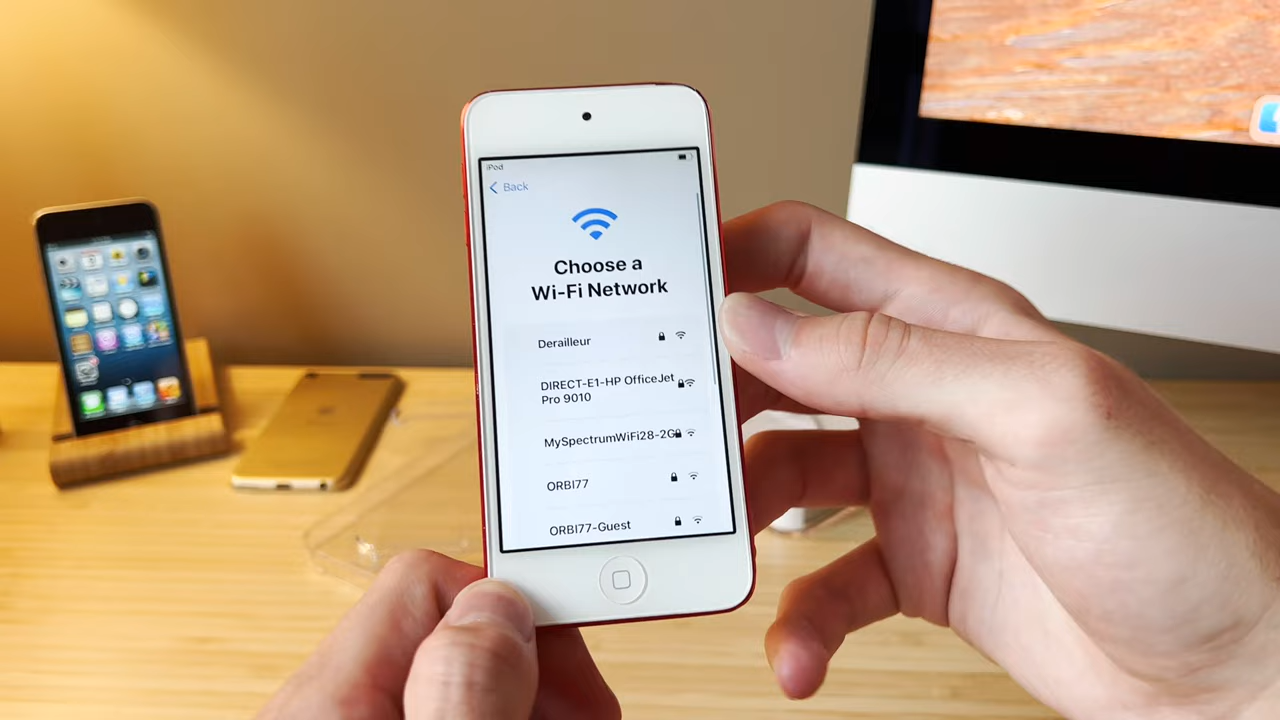 iPod
Back
Choose a
Wi-Fi Network
Derailleur
DIRECT-E1-HP OfficeJet
Pro 9010
MySpectrumWiFi28-2G
ORBI77
ORBI77-Guest